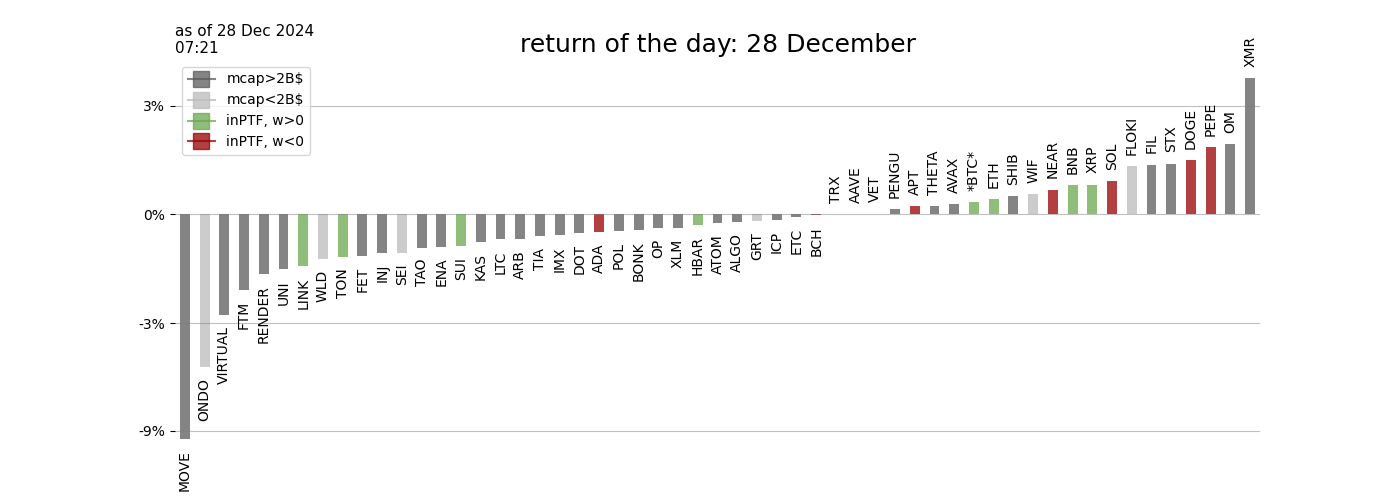 as of 28 Dec 2024
07:21
return of the day: 28 December
mcap>2B$
mcap<2B$
inPTF, w>0
inPTF, w<0
3%
0%
-3%
-9%
MOVE
ONDO
VIRTUAL
FTM
RENDER
UNI
LINK
WLD
TON
FET
INJ
SEI
TAO
ENA
SUI
KAS
LTC
ARB
TIA
IMX
DOT
ADA
POL
BONK
OP
XLM
HBAR
ATOM
ALGO
GRT
ICP
ETC
BCH
TRX
AAVE
VET
PENGU
APT
THETA
AVAX
*BTC*
ETH
SHIB
WIF
NEAR
BNB
XRP
SOL
FLOKI
FIL
STX
DOGE
PEPE
OM
XMR